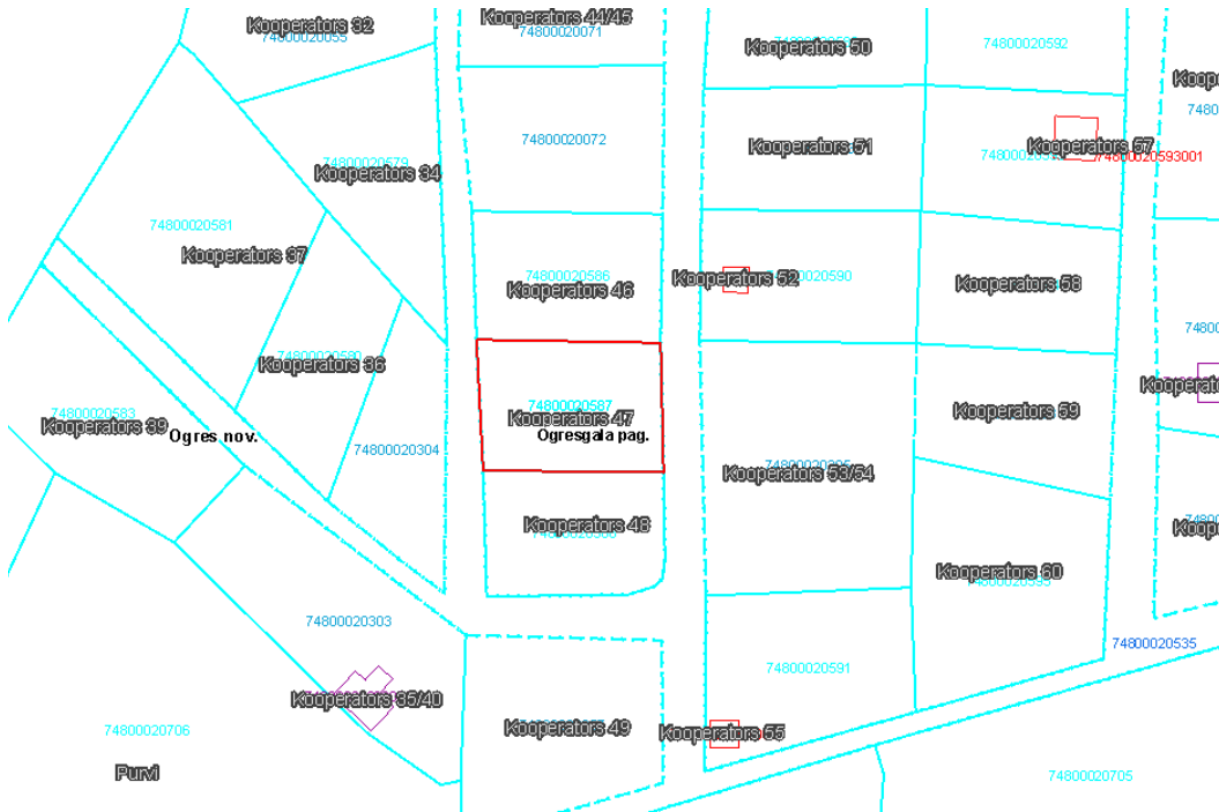 Kooperators 44/45
Kooperators 32
74800020055
74800020071
Kooperators 50
74800020592
74800020072
Kooperators 51
Kooperators 57
74800020593001
74800020579
Kooperators 34
74800020581
Kooperators 37
74800020586
Kooperators 46
Kooperators 52
74800020590
Kooperators 58
74800020580
Kooperators 36
74800020587
Kooperators 47
Ogresgala pag.
74800020583
Kooperators 39
Ogres nov.
74800020304
Kooperators 59
Kooperators 53/54
Kooperators 48
Kooperators 60
74800020303
74800020535
74800020591
Kooperators 35/40
Kooperators 49
Kooperators 55
74800020706
Purvi
74800020705